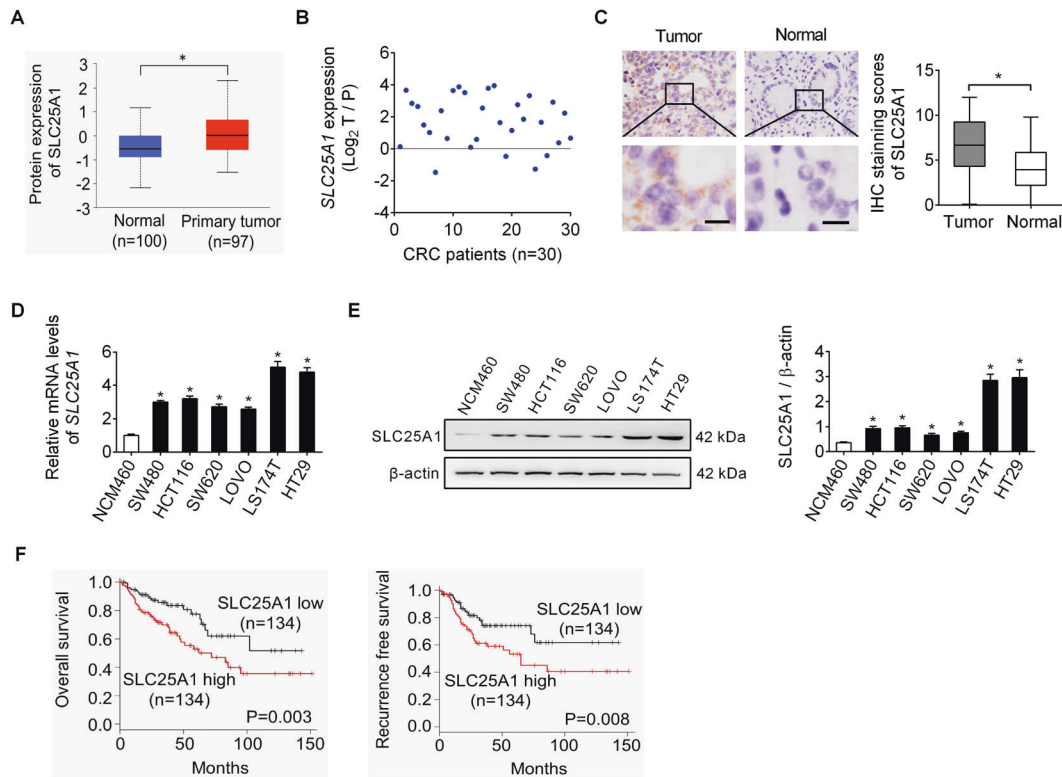 A
Protein expression
of SLC25A1
3
2
1
0
-1
-2
-3
*
Normal
(n=100)
Primary tumor
(n=97)
B
SLC25A1 expression
(Log2 T / P)
6
4
2
0
-2
-4
0
10
20
30
CRC patients (n=30)
C
Tumor
Normal
IHC staining scores
of SLC25A1
15
10
5
0
*
Tumor
Normal
D
Relative mRNA levels
of SLC25A1
6
4
2
0
* * * * * *
NCM460
SW480
HCT116
SW620
LOVO
LS174T
HT29
E
NCM460
SW480
HCT116
SW620
LOVO
LS174T
HT29
SLC25A1
42 kDa
β-actin
42 kDa
SLC25A1 / β-actin
4
3
2
1
0
* * * * * *
NCM460
SW480
HCT116
SW620
LOVO
LS174T
HT29
F
Overall survival
1.0
0.8
0.6
0.4
0.2
0.0
SLC25A1 low
(n=134)
SLC25A1 high
(n=134)
P=0.003
0
50
100
150
Months
Recurrence free survival
1.0
0.8
0.6
0.4
0.2
0.0
SLC25A1 low
(n=134)
SLC25A1 high
(n=134)
P=0.008
0
50
100
150
Months